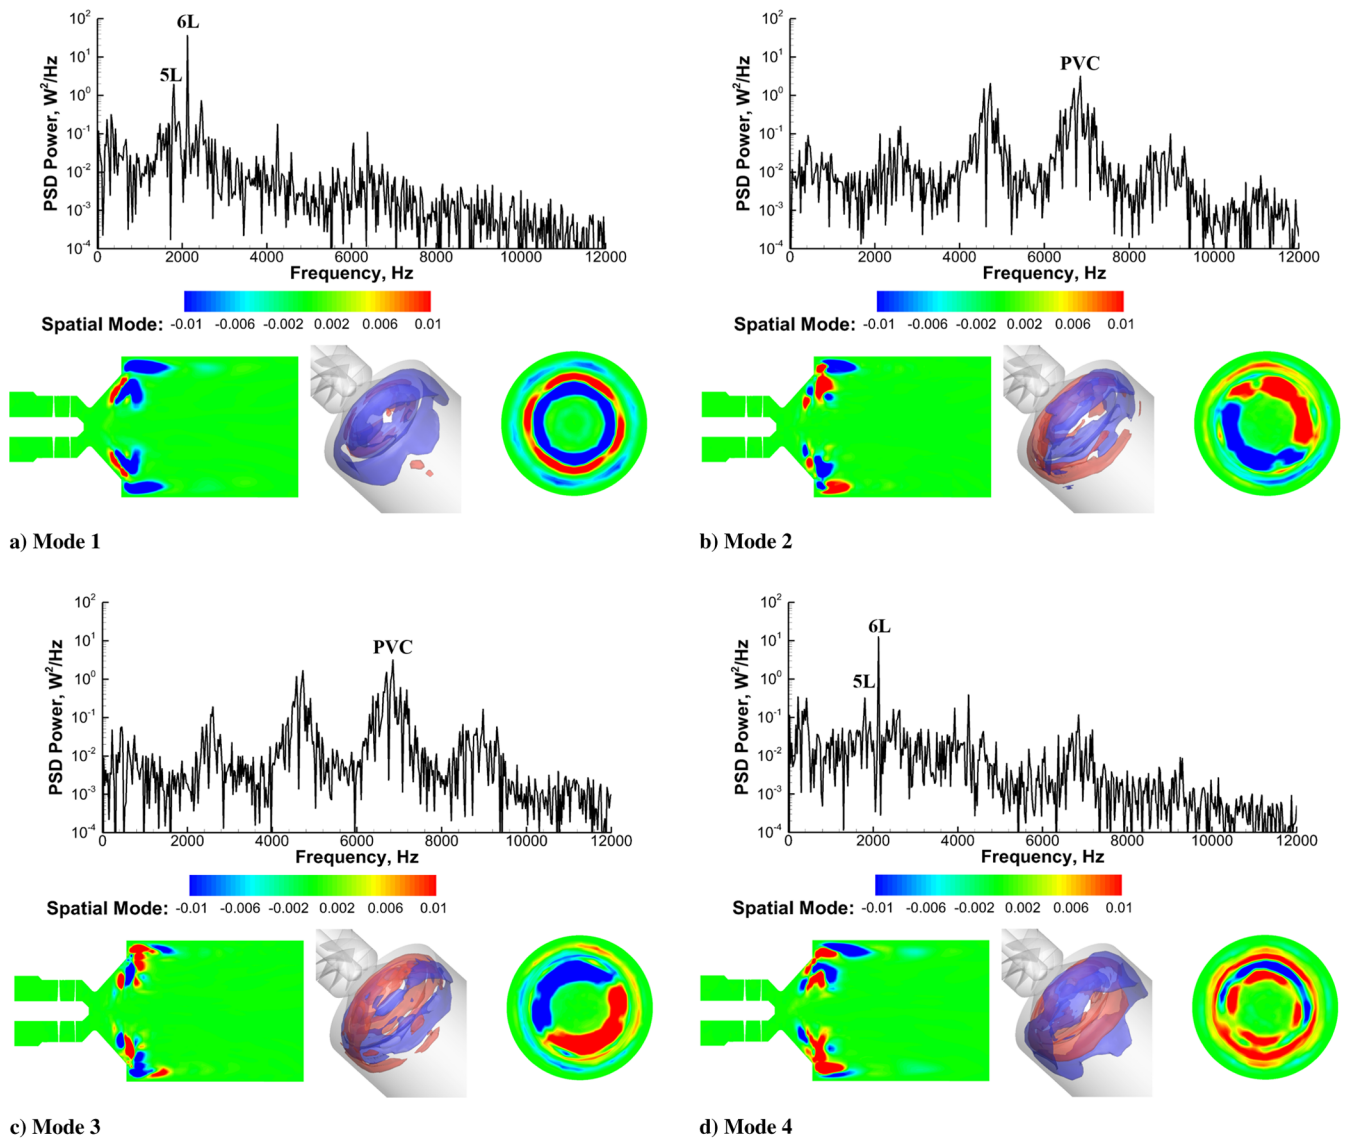 6L
5L
PSD Power, W²/Hz
10² 10¹ 10⁰ 10⁻¹ 10⁻² 10⁻³ 10⁻⁴
0 2000 4000 6000 8000 10000 12000
Frequency, Hz
Spatial Mode: -0.01 -0.006 -0.002 0.002 0.006 0.01
a) Mode 1
PVC
PSD Power, W²/Hz
10² 10¹ 10⁰ 10⁻¹ 10⁻² 10⁻³ 10⁻⁴
0 2000 4000 6000 8000 10000 12000
Frequency, Hz
Spatial Mode: -0.01 -0.006 -0.002 0.002 0.006 0.01
b) Mode 2
PVC
PSD Power, W²/Hz
10² 10¹ 10⁰ 10⁻¹ 10⁻² 10⁻³ 10⁻⁴
0 2000 4000 6000 8000 10000 12000
Frequency, Hz
Spatial Mode: -0.01 -0.006 -0.002 0.002 0.006 0.01
c) Mode 3
6L
5L
PSD Power, W²/Hz
10² 10¹ 10⁰ 10⁻¹ 10⁻² 10⁻³ 10⁻⁴
0 2000 4000 6000 8000 10000 12000
Frequency, Hz
Spatial Mode: -0.01 -0.006 -0.002 0.002 0.006 0.01
d) Mode 4